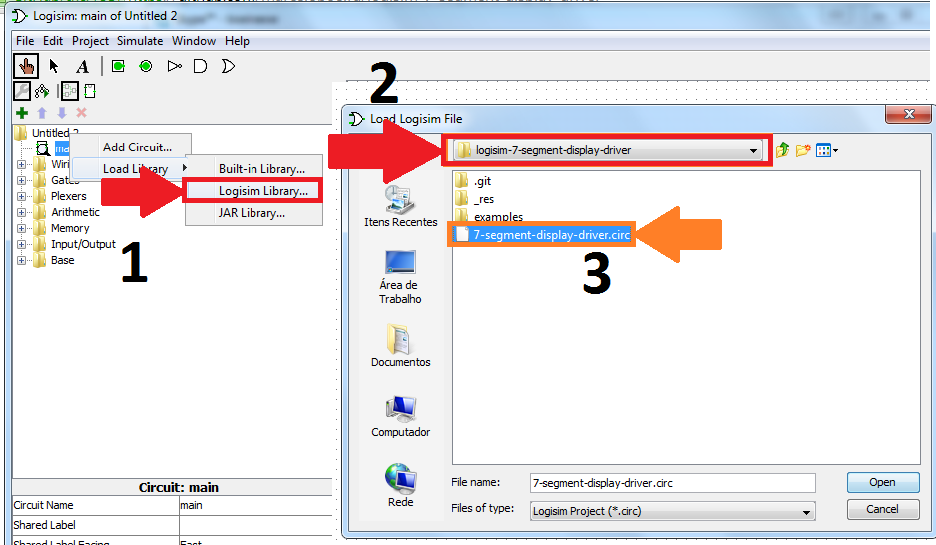 Logisim: main of Untitled 2
File Edit Project Simulate Window Help
A
Untitled 2
Add Circuit...
Load Library
Built-in Library...
Logisim Library...
JAR Library...
Gates
Plexers
Arithmetic
Memory
Input/Output
Base
1
Circuit: main
Circuit Name main
Shared Label
Shared Label Facing East
2
Load Logisim File
logisim-7-segment-display-driver
.git
_res
examples
7-segment-display-driver.circ
3
Itens Recentes
Área de
Trabalho
Documentos
Computador
Rede
File name: 7-segment-display-driver.circ
Open
Files of type: Logisim Project (*.circ)
Cancel